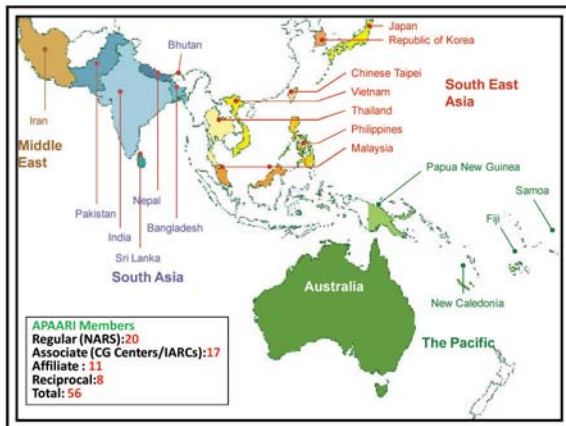 Japan
Republic of Korea
Bhutan
Chinese Taipei
Vietnam
Thailand
Philippines
Malaysia
South East
Asia
Iran
Middle
East
Papua New Guinea
Samoa
Fiji
Nepal
Pakistan
Bangladesh
India
Sri Lanka
South Asia
New Caledonia
Australia
The Pacific
APAARI Members
Regular (NARS):20
Associate (CG Centers/IARCs):17
Affiliate : 11
Reciprocal:8
Total: 56